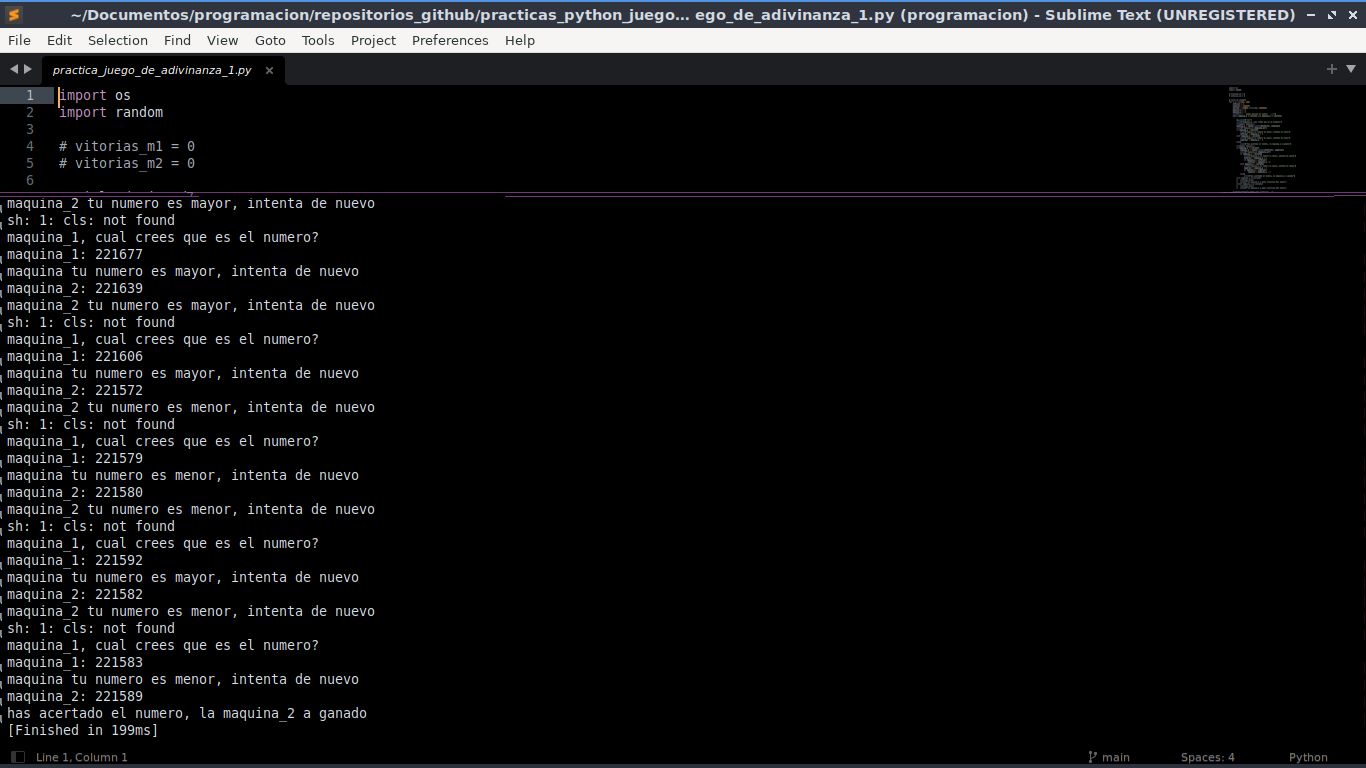 ~/Documentos/programacion/repositorios_github/practicas_python_juego... ego_de_adivinanza_1.py (programacion) - Sublime Text (UNREGISTERED)
File Edit Selection Find View Goto Tools Project Preferences Help
practica_juego_de_adivinanza_1.py
1 import os
2 import random
3
4 # vitorias_m1 = 0
5 # vitorias_m2 = 0
6
maquina_2 tu numero es mayor, intenta de nuevo
sh: 1: cls: not found
maquina_1, cual crees que es el numero?
maquina_1: 221677
maquina tu numero es mayor, intenta de nuevo
maquina_2: 221639
maquina_2 tu numero es mayor, intenta de nuevo
sh: 1: cls: not found
maquina_1, cual crees que es el numero?
maquina_1: 221606
maquina tu numero es mayor, intenta de nuevo
maquina_2: 221572
maquina_2 tu numero es menor, intenta de nuevo
sh: 1: cls: not found
maquina_1, cual crees que es el numero?
maquina_1: 221579
maquina tu numero es menor, intenta de nuevo
maquina_2: 221580
maquina_2 tu numero es menor, intenta de nuevo
sh: 1: cls: not found
maquina_1, cual crees que es el numero?
maquina_1: 221592
maquina tu numero es mayor, intenta de nuevo
maquina_2: 221582
maquina_2 tu numero es menor, intenta de nuevo
sh: 1: cls: not found
maquina_1, cual crees que es el numero?
maquina_1: 221583
maquina tu numero es menor, intenta de nuevo
maquina_2: 221589
has acertado el numero, la maquina_2 a ganado
[Finished in 199ms]
Line 1, Column 1 main Spaces: 4 Python